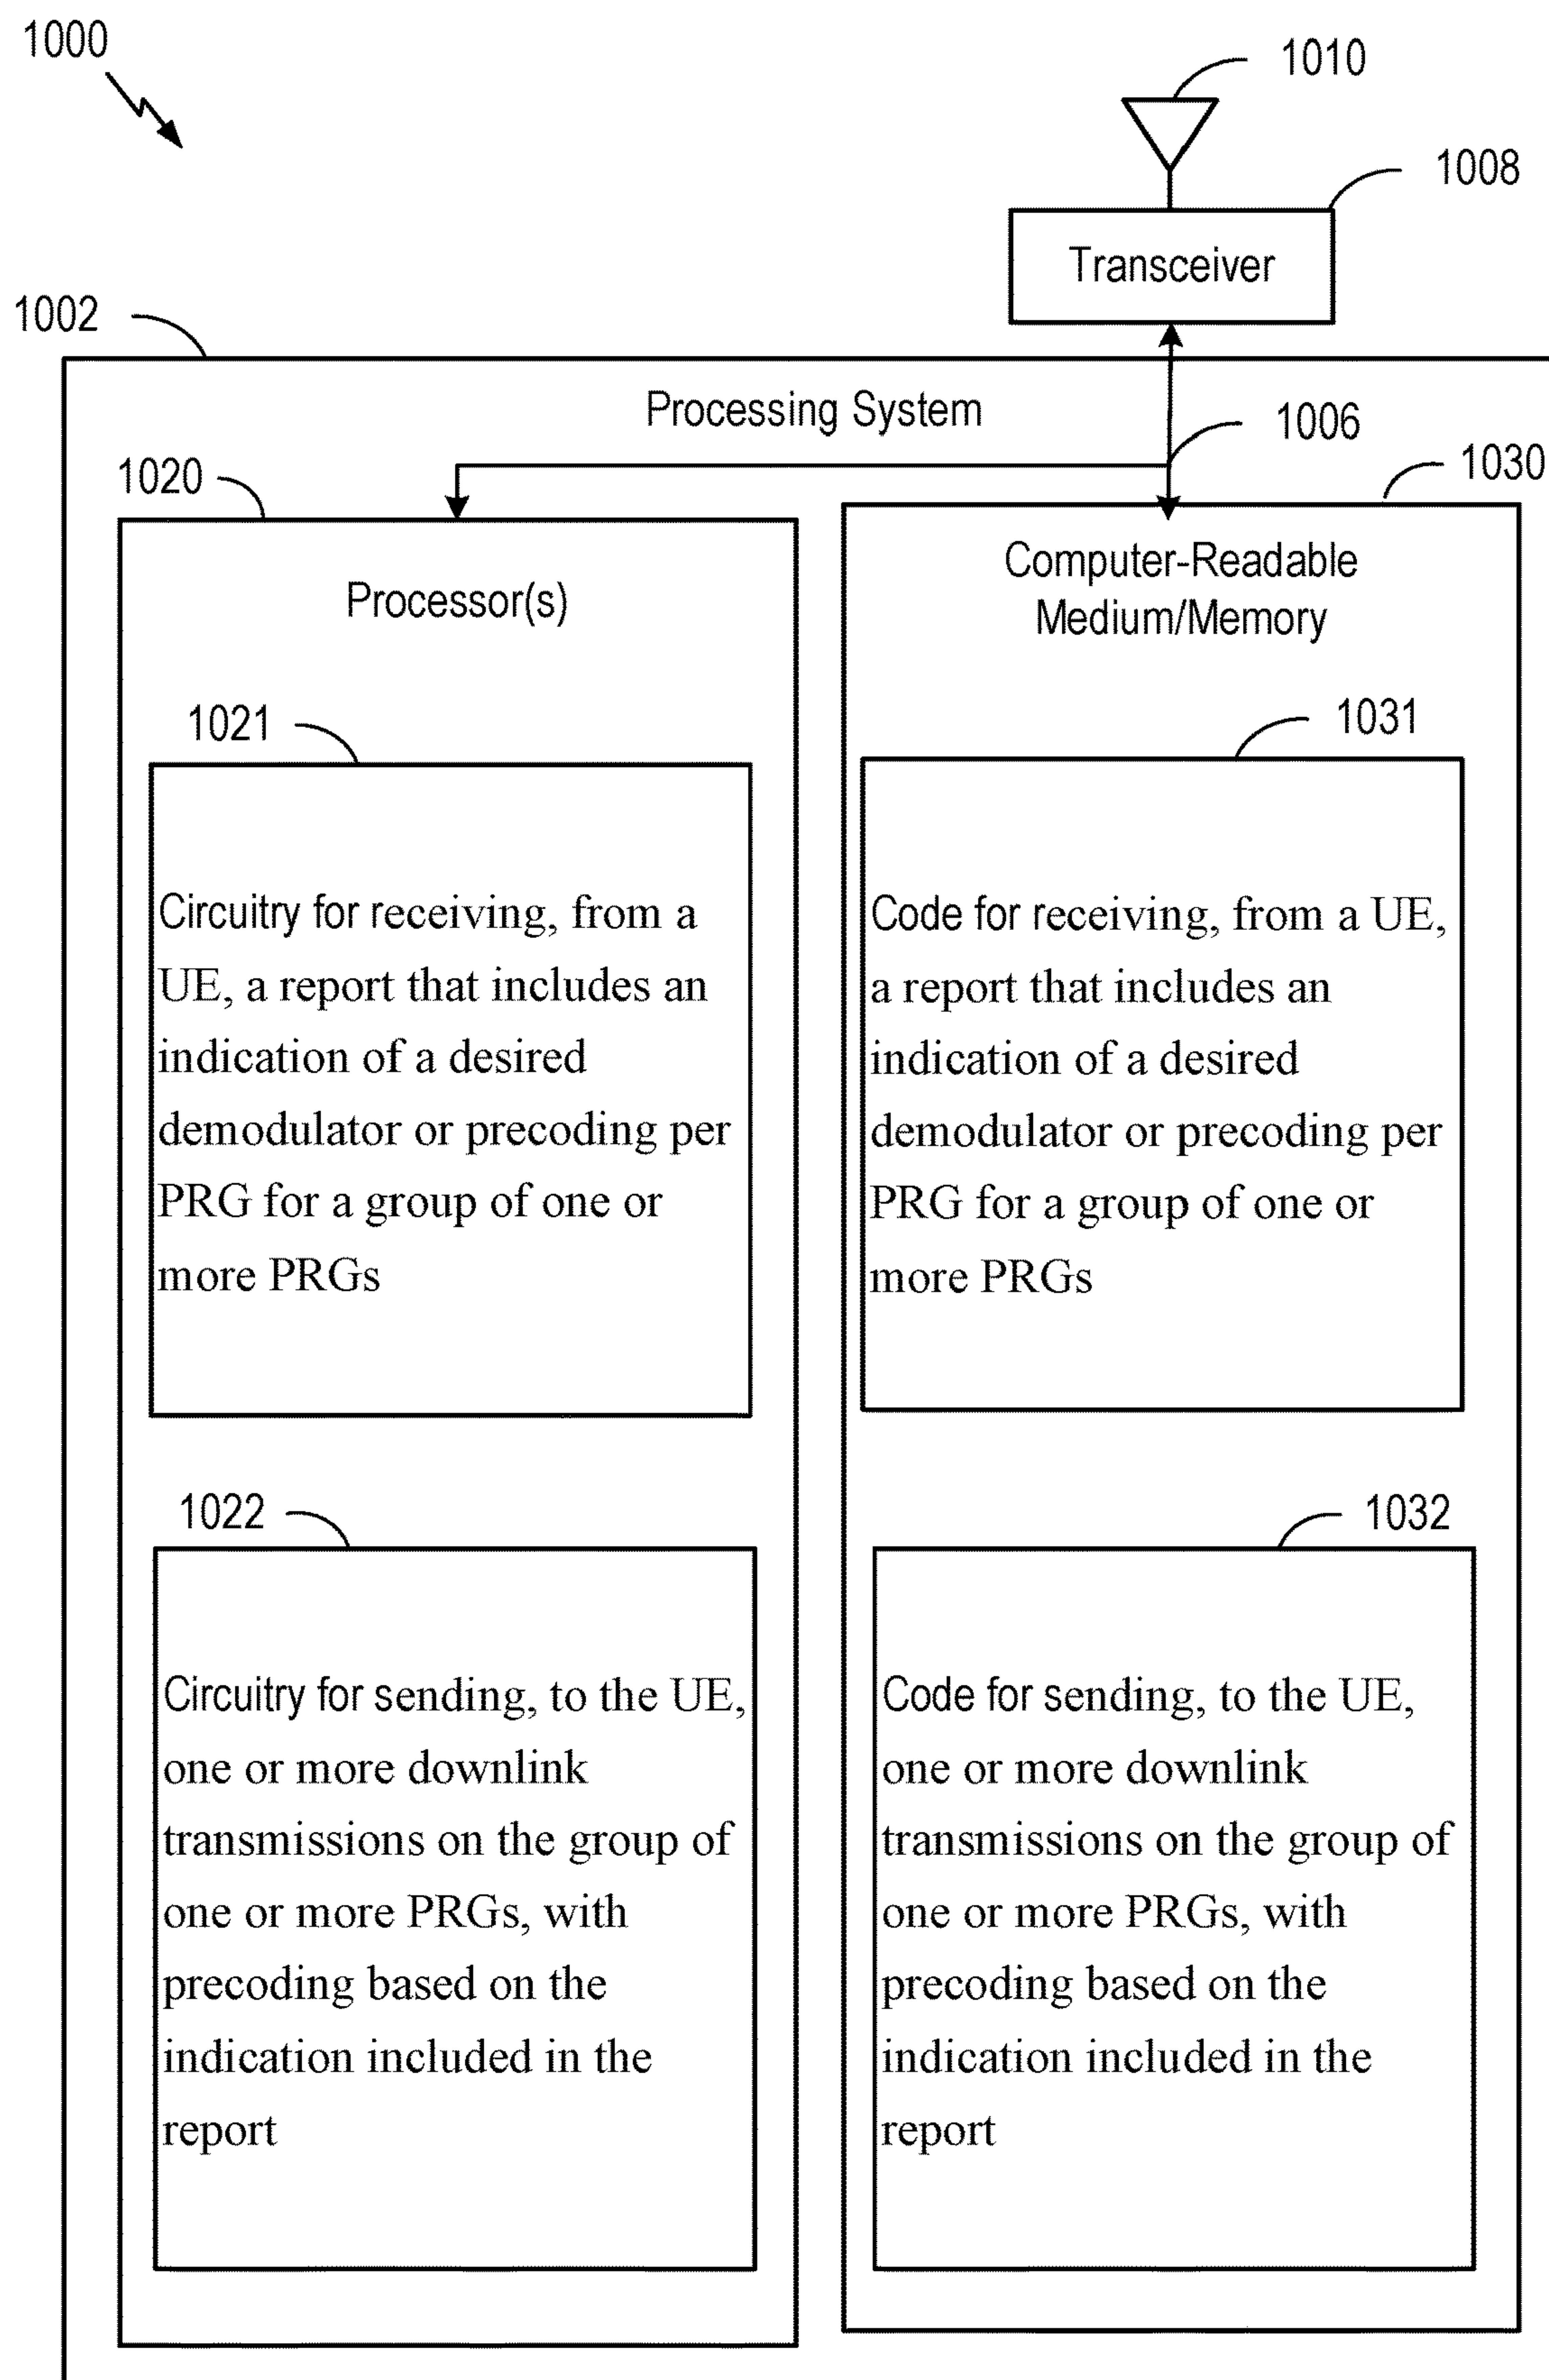 1000
1010
1008
Transceiver
1002
Processing System
1006
1020
1030
Processor(s)
Computer-Readable
Medium/Memory
1021
Circuitry for receiving, from a
UE, a report that includes an
indication of a desired
demodulator or precoding per
PRG for a group of one or
more PRGs
1031
Code for receiving, from a UE,
a report that includes an
indication of a desired
demodulator or precoding per
PRG for a group of one or
more PRGs
1022
Circuitry for sending, to the UE,
one or more downlink
transmissions on the group of
one or more PRGs, with
precoding based on the
indication included in the
report
1032
Code for sending, to the UE,
one or more downlink
transmissions on the group of
one or more PRGs, with
precoding based on the
indication included in the
report